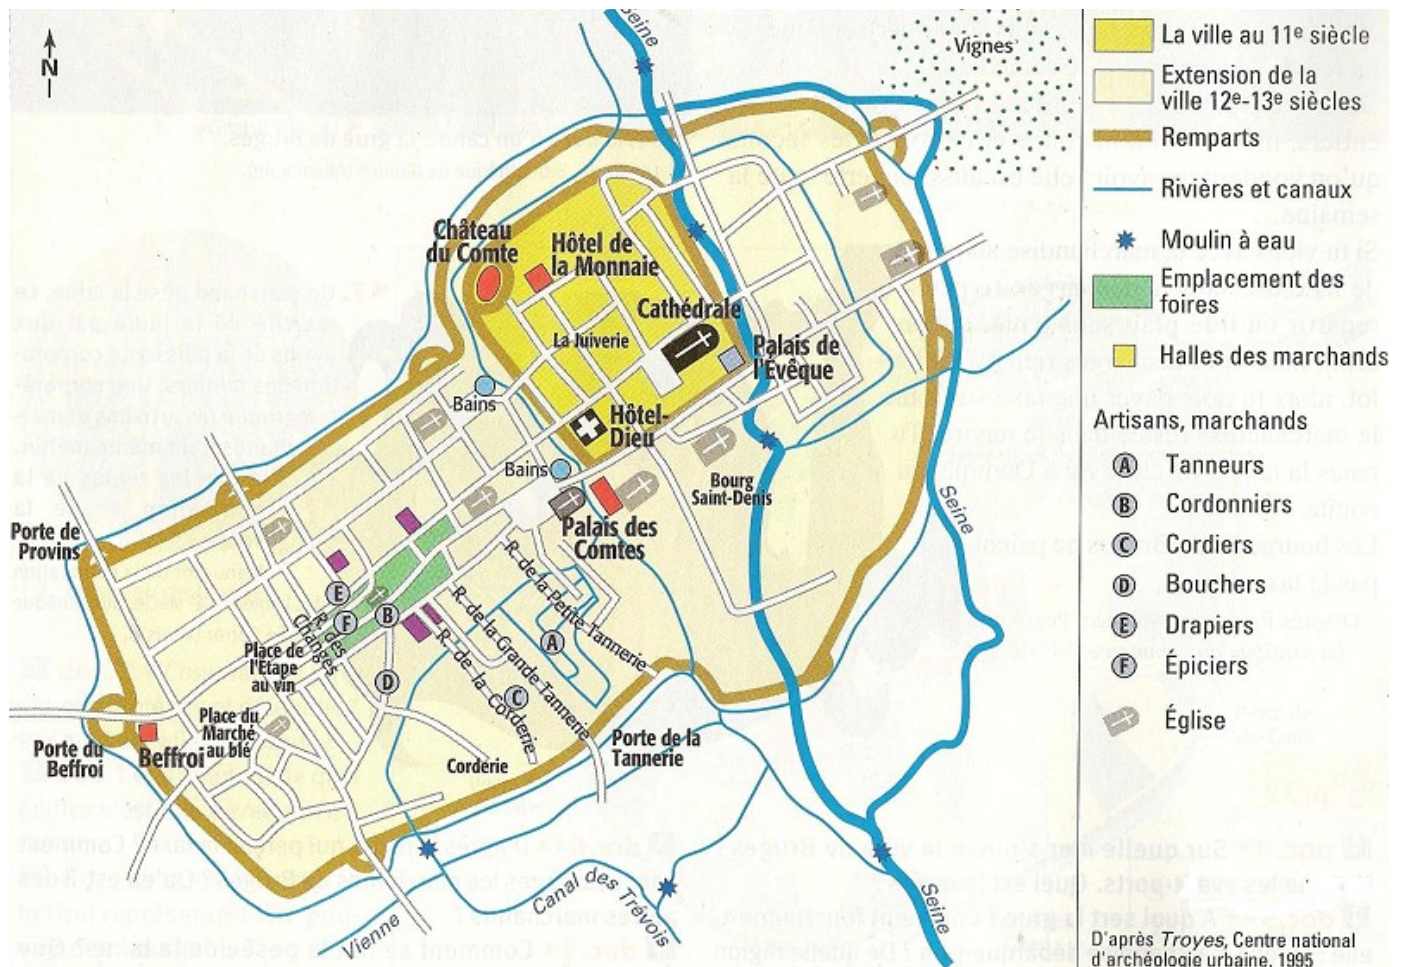 Seine
Vignes
N
Château
du Comte
Hôtel de
la Monnaie
Cathédrale
La Juiverie
Palais de
l'Évêque
Bains
Hôtel-
Dieu
Bains
Bourg
Saint-Denis
Seine
Palais des
Comtes
Porte de
Provins
R. de la Petite Tannerie
R. de la Grande Tannerie
R. de la Corderie
R. des
Changes
E
F
B
A
D
C
Place de
l'Étape
au vin
Place du
Marché
au blé
Porte du
Beffroi
Beffroi
Corderie
Porte de la
Tannerie
Canal des Trévois
Vienne
Seine
La ville au 11e siècle
Extension de la
ville 12e-13e siècles
Remparts
Rivières et canaux
Moulin à eau
Emplacement des
foires
Halles des marchands
Artisans, marchands
A Tanneurs
B Cordonniers
C Cordiers
D Bouchers
E Drapiers
F Épiciers
Église
D'après Troyes, Centre national
d'archéologie urbaine, 1995